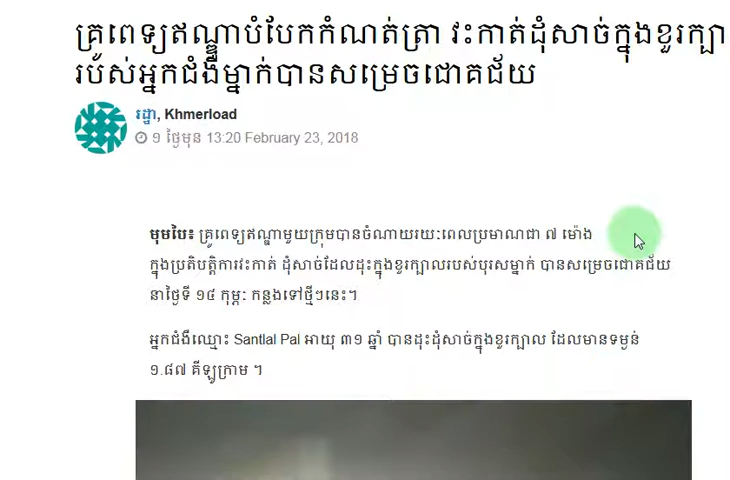 គ្រូពេទ្យឥណ្ឌាបំបែកកំណត់ត្រា វះកាត់ដុំសាច់ក្នុងខួរក្បា
របស់អ្នកជំងឺម្នាក់បានសម្រេចជោគជ័យ
រដ្ឋា, Khmerload
១ ថ្ងៃមុន 13:20 February 23, 2018
មុមបៃ៖ គ្រូពេទ្យឥណ្ឌាមួយក្រុមបានចំណាយរយៈពេលប្រមាណជា ៧ ម៉ោង
ក្នុងប្រតិបត្តិការវះកាត់ ដុំសាច់ដែលដុះក្នុងខួរក្បាលរបស់បុរសម្នាក់ បានសម្រេចជោគជ័យ
នាថ្ងៃទី ១៤ កុម្ភៈ កន្លងទៅថ្មីៗនេះ។
អ្នកជំងឺឈ្មោះ Santlal Pal អាយុ ៣១ ឆ្នាំ បានដុះដុំសាច់ក្នុងខួរក្បាល ដែលមានទម្ងន់
១.៨៧ គីឡូក្រាម ។